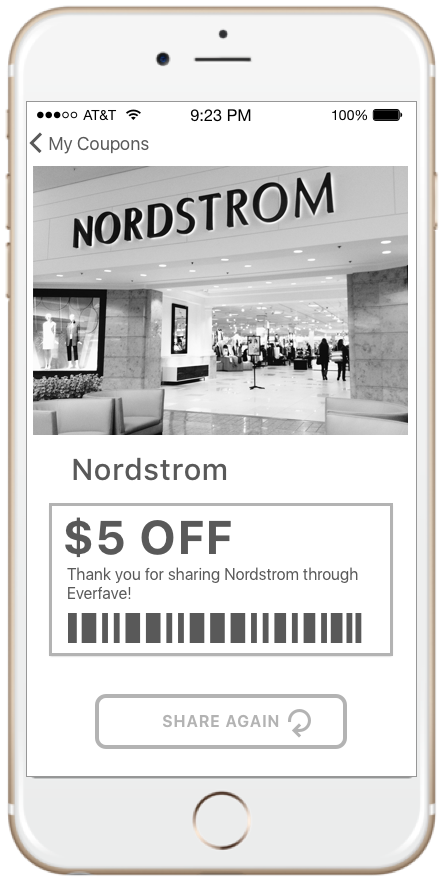 AT&T 9:23 PM 100%
My Coupons
NORDSTROM
Nordstrom
$5 OFF
Thank you for sharing Nordstrom through
Everfave!
SHARE AGAIN